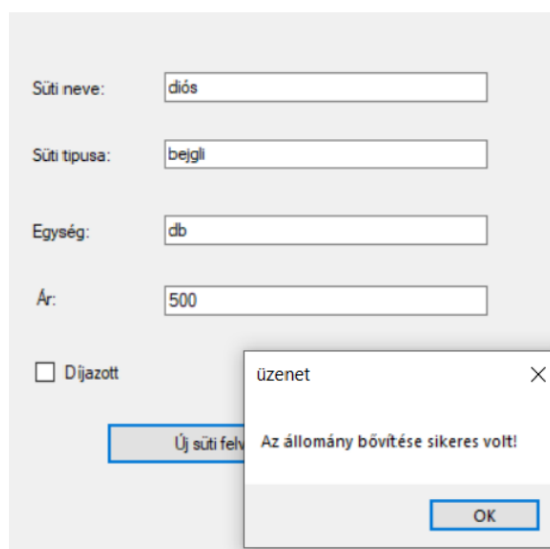 Süti neve: diós
Süti tipusa: bejgli
Egység: db
Ár: 500
Díjazott
Új süti
üzenet
Az állomány bővítése sikeres volt!
OK